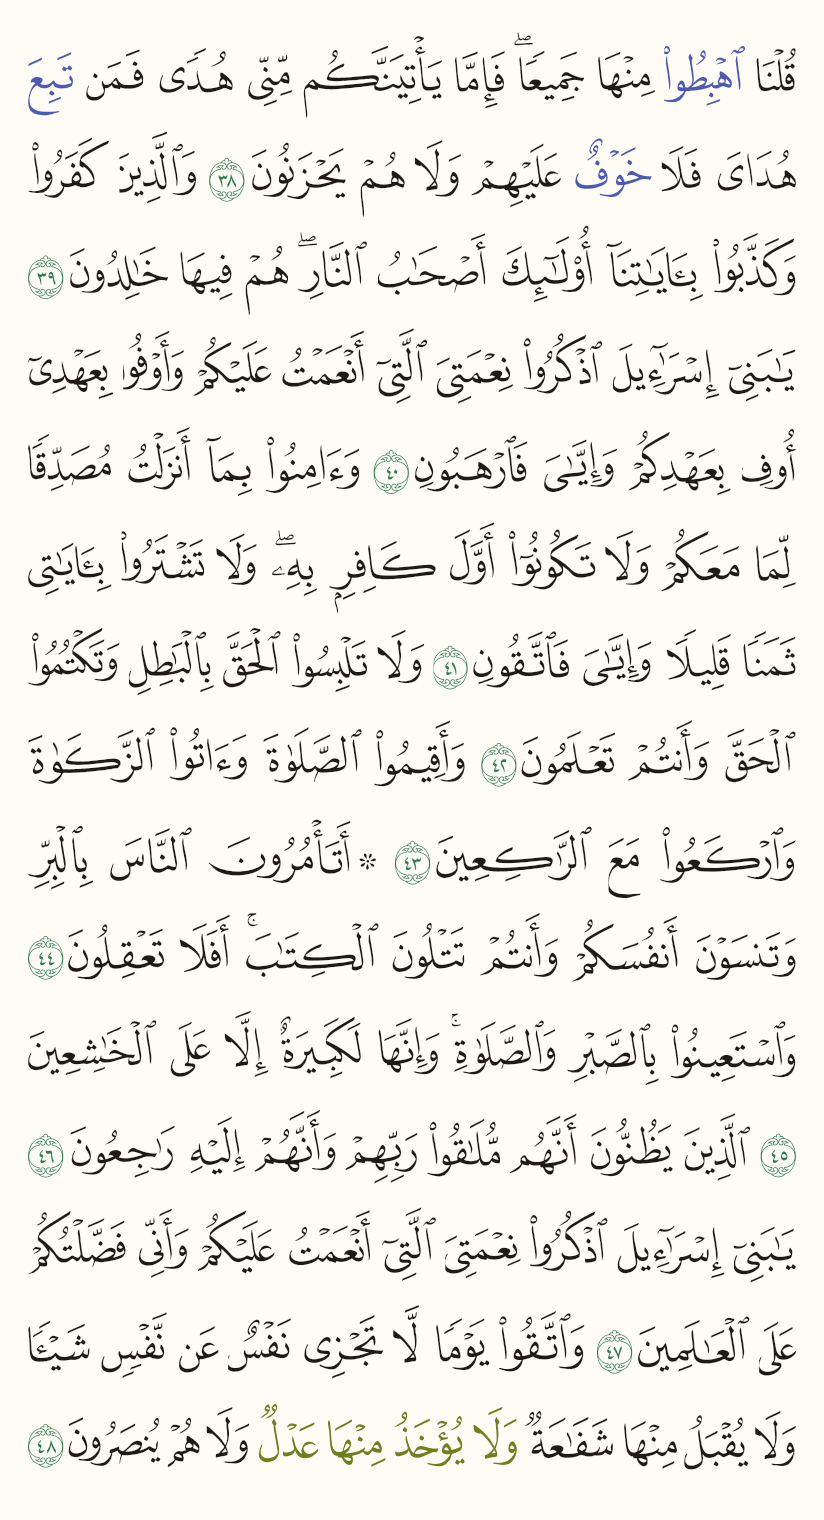 قُلۡنَا ٱهۡبِطُواْ مِنۡهَا جَمِيعٗاۖ فَإِمَّا يَأۡتِيَنَّكُم مِّنِّي هُدٗى فَمَن تَبِعَ
هُدَايَ فَلَا خَوۡفٌ عَلَيۡهِمۡ وَلَا هُمۡ يَحۡزَنُونَ ٣٨ وَٱلَّذِينَ كَفَرُواْ
وَكَذَّبُواْ بِـَٔايَٰتِنَآ أُوْلَٰٓئِكَ أَصۡحَٰبُ ٱلنَّارِۖ هُمۡ فِيهَا خَٰلِدُونَ ٣٩
يَٰبَنِيٓ إِسۡرَٰٓءِيلَ ٱذۡكُرُواْ نِعۡمَتِيَ ٱلَّتِيٓ أَنۡعَمۡتُ عَلَيۡكُمۡ وَأَوۡفُواْ بِعَهۡدِيٓ
أُوفِ بِعَهۡدِكُمۡ وَإِيَّٰيَ فَٱرۡهَبُونِ ٤٠ وَءَامِنُواْ بِمَآ أَنزَلۡتُ مُصَدِّقٗا
لِّمَا مَعَكُمۡ وَلَا تَكُونُوٓاْ أَوَّلَ كَافِرِۭ بِهِۦۖ وَلَا تَشۡتَرُواْ بِـَٔايَٰتِي
ثَمَنٗا قَلِيلٗا وَإِيَّٰيَ فَٱتَّقُونِ ٤١ وَلَا تَلۡبِسُواْ ٱلۡحَقَّ بِٱلۡبَٰطِلِ وَتَكۡتُمُواْ
ٱلۡحَقَّ وَأَنتُمۡ تَعۡلَمُونَ ٤٢ وَأَقِيمُواْ ٱلصَّلَوٰةَ وَءَاتُواْ ٱلزَّكَوٰةَ
وَٱرۡكَعُواْ مَعَ ٱلرَّٰكِعِينَ ٤٣ ۞ أَتَأۡمُرُونَ ٱلنَّاسَ بِٱلۡبِرِّ
وَتَنسَوۡنَ أَنفُسَكُمۡ وَأَنتُمۡ تَتۡلُونَ ٱلۡكِتَٰبَۚ أَفَلَا تَعۡقِلُونَ ٤٤
وَٱسۡتَعِينُواْ بِٱلصَّبۡرِ وَٱلصَّلَوٰةِۚ وَإِنَّهَا لَكَبِيرَةٌ إِلَّا عَلَى ٱلۡخَٰشِعِينَ
٤٥ ٱلَّذِينَ يَظُنُّونَ أَنَّهُم مُّلَٰقُواْ رَبِّهِمۡ وَأَنَّهُمۡ إِلَيۡهِ رَٰجِعُونَ ٤٦
يَٰبَنِيٓ إِسۡرَٰٓءِيلَ ٱذۡكُرُواْ نِعۡمَتِيَ ٱلَّتِيٓ أَنۡعَمۡتُ عَلَيۡكُمۡ وَأَنِّي فَضَّلۡتُكُمۡ
عَلَى ٱلۡعَٰلَمِينَ ٤٧ وَٱتَّقُواْ يَوۡمٗا لَّا تَجۡزِي نَفۡسٌ عَن نَّفۡسٖ شَيۡـٔٗا
وَلَا يُقۡبَلُ مِنۡهَا شَفَٰعَةٞ وَلَا يُؤۡخَذُ مِنۡهَا عَدۡلٞ وَلَا هُمۡ يُنصَرُونَ ٤٨